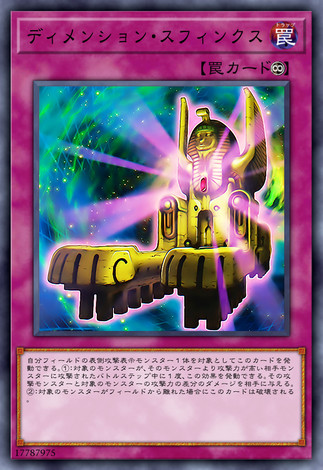 ディメンション・スフィンクス
罠
トラップ
【罠カード】
自分フィールドの表側攻撃表示モンスター1体を対象としてこのカードを発
動できる。①:対象のモンスターが、そのモンスターより攻撃力が高い相手モン
スターに攻撃されたバトルステップ中に1度、この効果を発動できる。その攻
撃モンスターと対象のモンスターの攻撃力の差分のダメージを相手に与える。
②:対象のモンスターがフィールドから離れた場合にこのカードは破壊され
る。
17787975